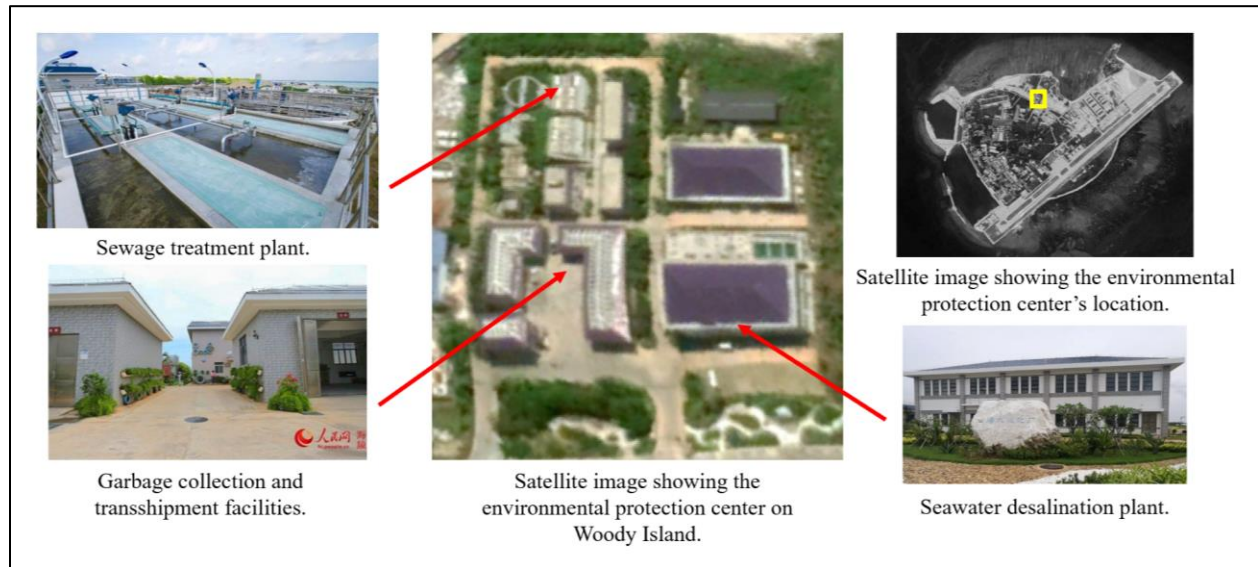 Sewage treatment plant.
人民网
Garbage collection and
transshipment facilities.
Satellite image showing the
environmental protection center on
Woody Island.
Satellite image showing the environmental
protection center’s location.
Seawater desalination plant.